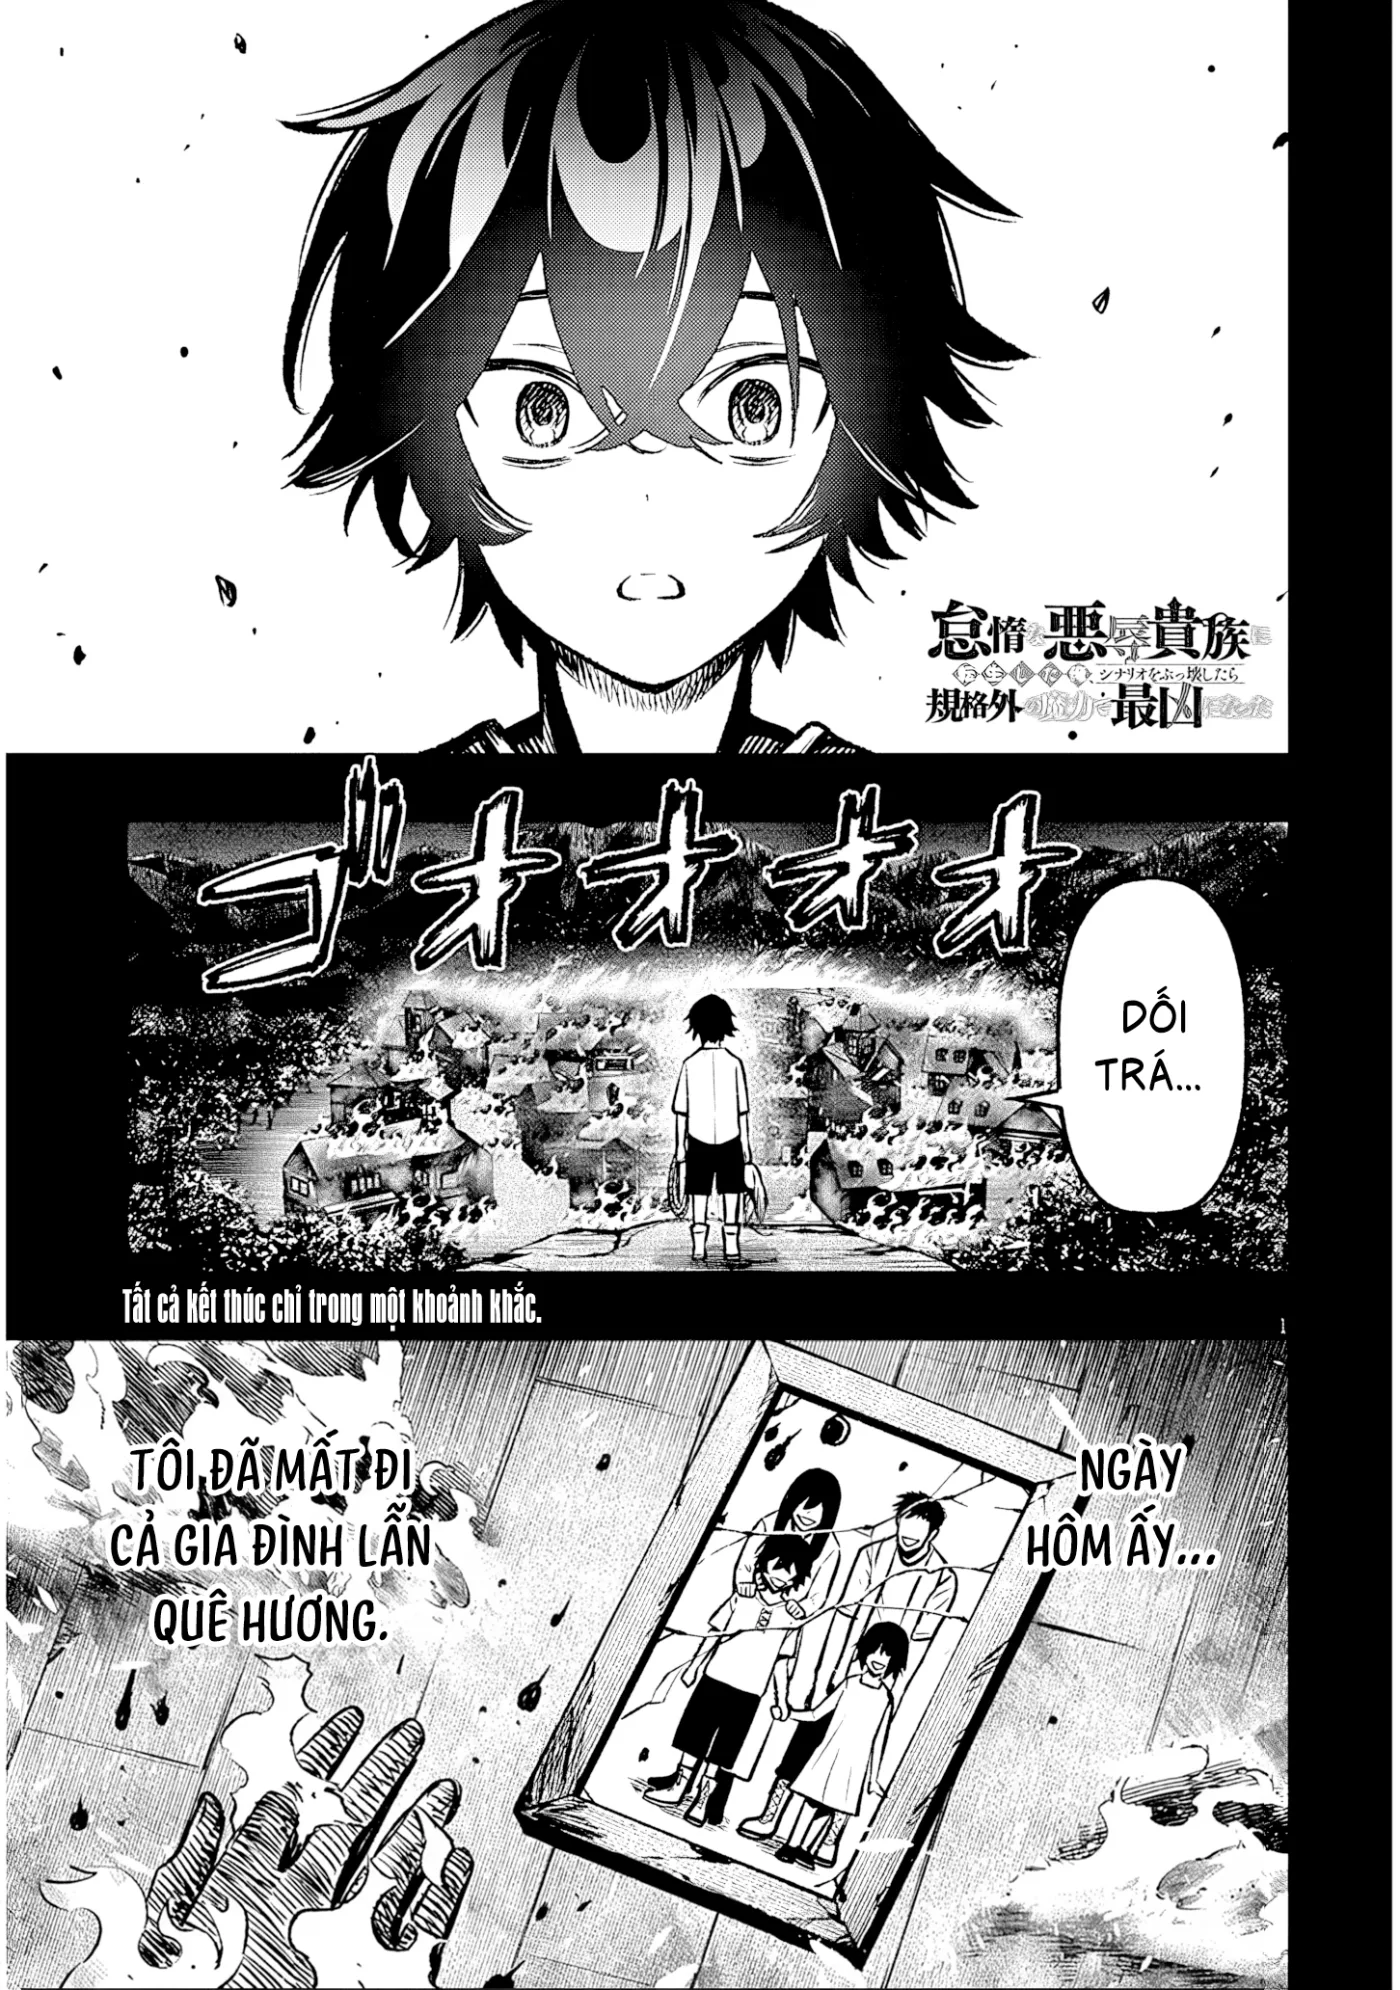 怠惰な悪辱貴族に
転生した俺、シナリオをぶっ壊したら
規格外の魔力で最凶になった
ゴオオオオ
DỐI
TRÁ...
TẤT CẢ KẾT THÚC CHỈ TRONG MỘT KHOẢNH KHẮC.
1
NGÀY
HÔM ẤY...
TÔI ĐÃ MẤT ĐI
CẢ GIA ĐÌNH LẪN
QUÊ HƯƠNG.